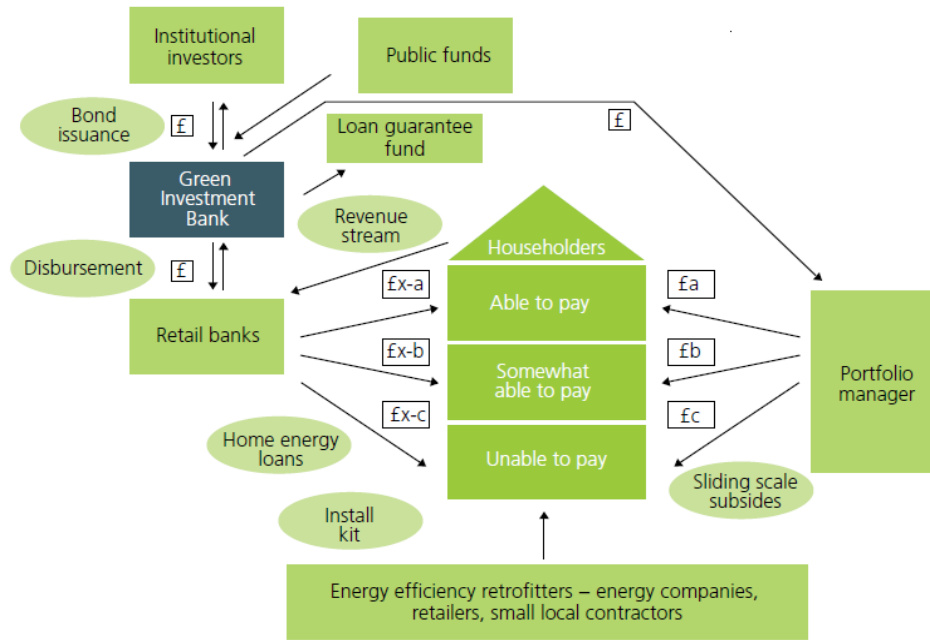 Institutional
investors
Public funds
Bond
issuance
£
£
Loan guarantee
fund
Green
Investment
Bank
Revenue
stream
Householders
Disbursement
£
£x-a
Able to pay
£a
Retail banks
£x-b
Somewhat
able to pay
£b
Portfolio
manager
£x-c
£c
Home energy
loans
Unable to pay
Sliding scale
subsides
Install
kit
Energy efficiency retrofitters – energy companies,
retailers, small local contractors